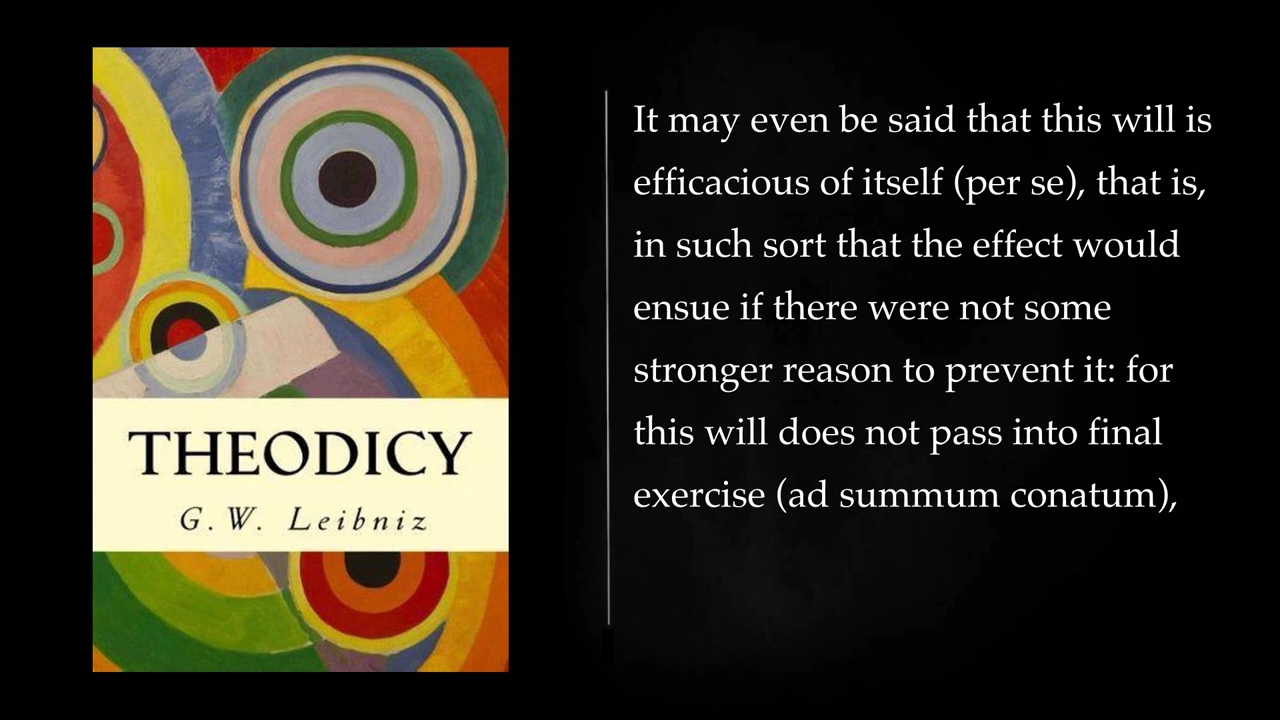 THEODICY
G. W. Leibniz
It may even be said that this will is
efficacious of itself (per se), that is,
in such sort that the effect would
ensue if there were not some
stronger reason to prevent it: for
this will does not pass into final
exercise (ad summum conatum),